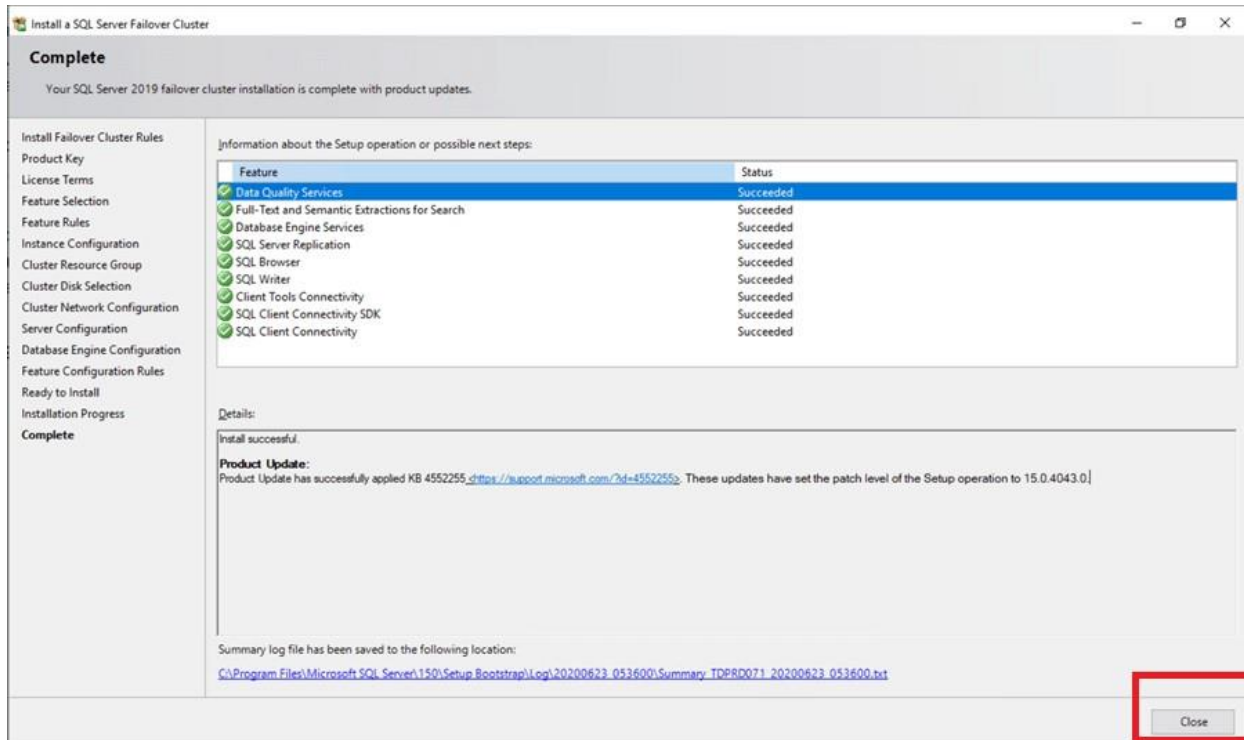 Install a SQL Server Failover Cluster
Complete
Your SQL Server 2019 failover cluster installation is complete with product updates.
Install Failover Cluster Rules
Product Key
License Terms
Feature Selection
Feature Rules
Instance Configuration
Cluster Resource Group
Cluster Disk Selection
Cluster Network Configuration
Server Configuration
Database Engine Configuration
Feature Configuration Rules
Ready to Install
Installation Progress
Complete
Information about the Setup operation or possible next steps:
Feature Status
Data Quality Services Succeeded
Full-Text and Semantic Extractions for Search Succeeded
Database Engine Services Succeeded
SQL Server Replication Succeeded
SQL Browser Succeeded
SQL Writer Succeeded
Client Tools Connectivity Succeeded
SQL Client Connectivity SDK Succeeded
SQL Client Connectivity Succeeded
Details:
Install successful.
Product Update:
Product Update has successfully applied KB 4552255 <https://support.microsoft.com/?id=4552255>. These updates have set the patch level of the Setup operation to 15.0.4043.0.
Summary log file has been saved to the following location:
C:\Program Files\Microsoft SQL Server\150\Setup Bootstrap\Log\20200623_053600\Summary_TDPRD071_20200623_053600.txt
Close